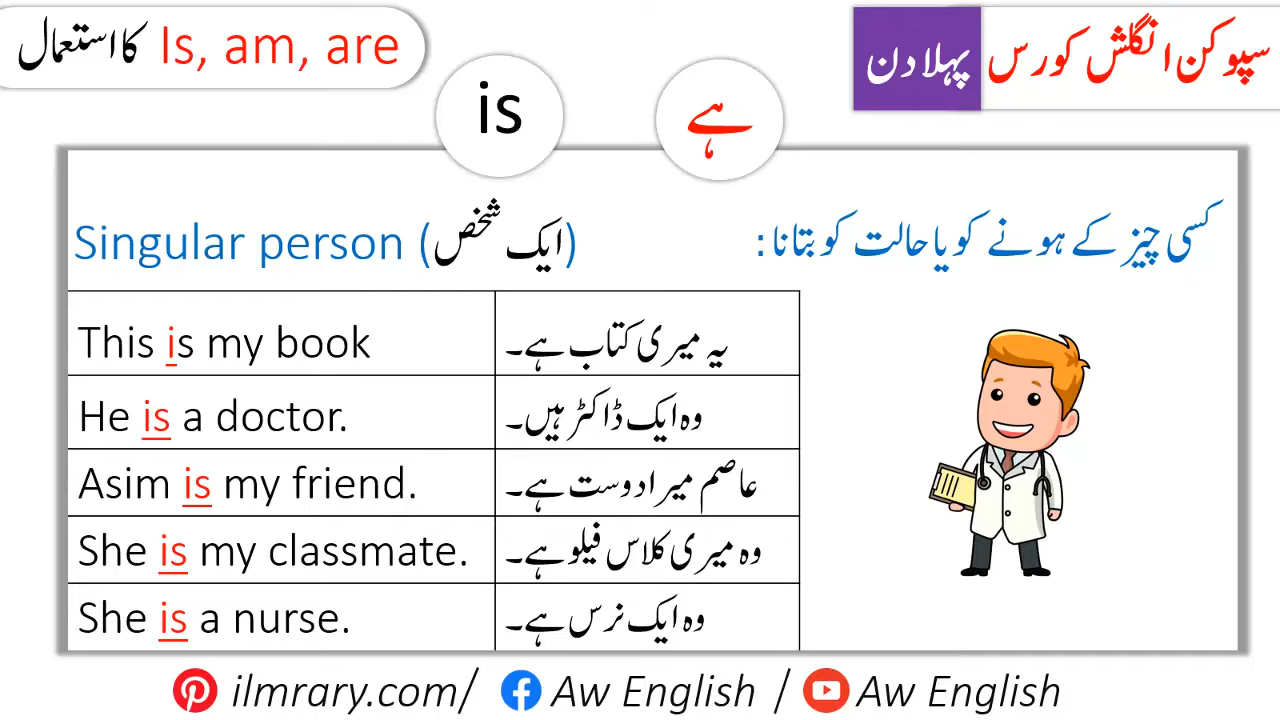 Is, am, are کا استعمال
سپوکن انگلش کورس پہلا دن
is ہے
Singular person (ایک شخص)
کسی چیز کے ہونے کو یا حالت کو بتانا:
This is my book یہ میری کتاب ہے۔
He is a doctor. وہ ایک ڈاکٹر ہیں۔
Asim is my friend. عاصم میرا دوست ہے۔
She is my classmate. وہ میری کلاس فیلو ہے۔
She is a nurse. وہ ایک نرس ہے۔
ilmrary.com/ Aw English / Aw English